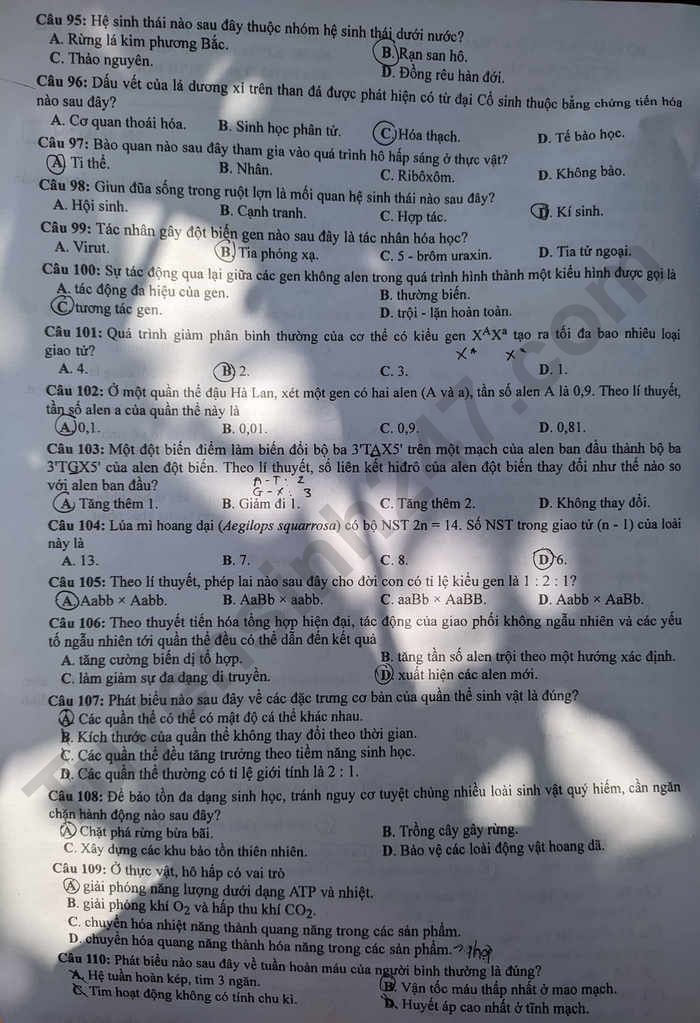 Câu 95: Hệ sinh thái nào sau đây thuộc nhóm hệ sinh thái dưới nước?
A. Rừng lá kim phương Bắc. B. Rạn san hô.
C. Thảo nguyên. D. Đồng rêu hàn đới.
Câu 96: Dấu vết của lá dương xỉ trên than đá được phát hiện có từ đại Cổ sinh thuộc bằng chứng tiến hóa
nào sau đây?
A. Cơ quan thoái hóa. B. Sinh học phân tử. C. Hóa thạch. D. Tế bào học.
Câu 97: Bào quan nào sau đây tham gia vào quá trình hô hấp sáng ở thực vật?
A. Ti thể. B. Nhân. C. Ribôxôm. D. Không bào.
Câu 98: Giun đũa sống trong ruột lợn là mối quan hệ sinh thái nào sau đây?
A. Hội sinh. B. Cạnh tranh. C. Hợp tác. D. Kí sinh.
Câu 99: Tác nhân gây đột biến gen nào sau đây là tác nhân hóa học?
A. Virut. B. Tia phóng xạ. C. 5 - brôm uraxin. D. Tia tử ngoại.
Câu 100: Sự tác động qua lại giữa các gen không alen trong quá trình hình thành một kiểu hình được gọi là
A. tác động đa hiệu của gen. B. thường biến.
C. tương tác gen. D. trội - lặn hoàn toàn.
Câu 101: Quá trình giảm phân bình thường của cơ thể có kiểu gen XᴬXᵃ tạo ra tối đa bao nhiêu loại
giao tử?
A. 4. B. 2. C. 3. D. 1.
Câu 102: Ở một quần thể đậu Hà Lan, xét một gen có hai alen (A và a), tần số alen A là 0,9. Theo lí thuyết,
tần số alen a của quần thể này là
A. 0,1. B. 0,01. C. 0,9. D. 0,81.
Câu 103: Một đột biến điểm làm biến đổi bộ ba 3'TAX5' trên một mạch của alen ban đầu thành bộ ba
3'TGX5' của alen đột biến. Theo lí thuyết, số liên kết hiđrô của alen đột biến thay đổi như thế nào so
với alen ban đầu?
A - T : 2
G - X : 3
A. Tăng thêm 1. B. Giảm đi 1. C. Tăng thêm 2. D. Không thay đổi.
Câu 104: Lúa mì hoang dại (Aegilops squarrosa) có bộ NST 2n = 14. Số NST trong giao tử (n - 1) của loài
này là
A. 13. B. 7. C. 8. D. 6.
Câu 105: Theo lí thuyết, phép lai nào sau đây cho đời con có tỉ lệ kiểu gen là 1 : 2 : 1?
A. Aabb × Aabb. B. AaBb × aabb. C. aaBb × AaBB. D. Aabb × AaBb.
Câu 106: Theo thuyết tiến hóa tổng hợp hiện đại, tác động của giao phối không ngẫu nhiên và các yếu
tố ngẫu nhiên tới quần thể đều có thể dẫn đến kết quả
A. tăng cường biến dị tổ hợp. B. tăng tần số alen trội theo một hướng xác định.
C. làm giảm sự đa dạng di truyền. D. xuất hiện các alen mới.
Câu 107: Phát biểu nào sau đây về các đặc trưng cơ bản của quần thể sinh vật là đúng?
A. Các quần thể có thể có mật độ cá thể khác nhau.
B. Kích thước của quần thể không thay đổi theo thời gian.
C. Các quần thể đều tăng trưởng theo tiềm năng sinh học.
D. Các quần thể thường có tỉ lệ giới tính là 2 : 1.
Câu 108: Để bảo tồn đa dạng sinh học, tránh nguy cơ tuyệt chủng nhiều loài sinh vật quý hiếm, cần ngăn
chặn hành động nào sau đây?
A. Chặt phá rừng bừa bãi. B. Trồng cây gây rừng.
C. Xây dựng các khu bảo tồn thiên nhiên. D. Bảo vệ các loài động vật hoang dã.
Câu 109: Ở thực vật, hô hấp có vai trò
A. giải phóng năng lượng dưới dạng ATP và nhiệt.
B. giải phóng khí O₂ và hấp thu khí CO₂.
C. chuyển hóa nhiệt năng thành quang năng trong các sản phẩm.
D. chuyển hóa quang năng thành hóa năng trong các sản phẩm.
Câu 110: Phát biểu nào sau đây về tuần hoàn máu của người bình thường là đúng?
A. Hệ tuần hoàn kép, tim 3 ngăn. B. Vận tốc máu thấp nhất ở mao mạch.
C. Tim hoạt động không có tính chu kì. D. Huyết áp cao nhất ở tĩnh mạch.
Tuyensinh247.com